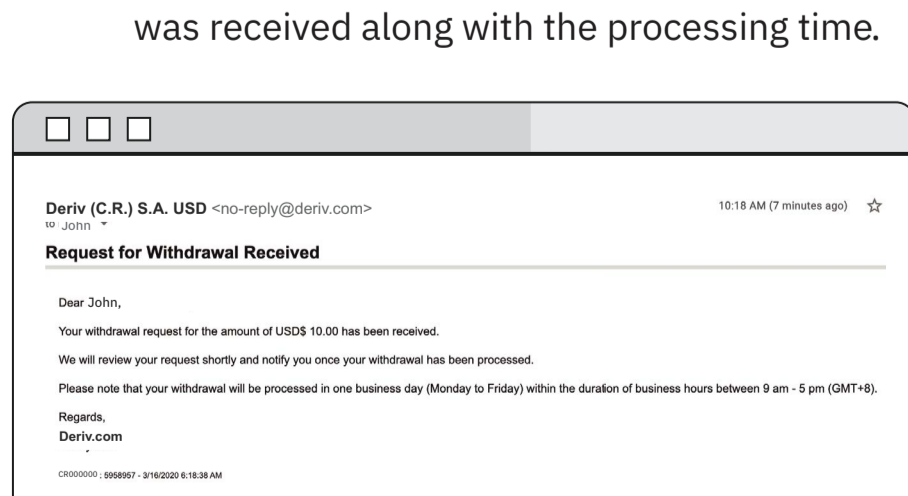 was received along with the processing time.
Deriv (C.R.) S.A. USD <no-reply@deriv.com>
10:18 AM (7 minutes ago)
to John
Request for Withdrawal Received
Dear John,
Your withdrawal request for the amount of USD$ 10.00 has been received.
We will review your request shortly and notify you once your withdrawal has been processed.
Please note that your withdrawal will be processed in one business day (Monday to Friday) within the duration of business hours between 9 am - 5 pm (GMT+8).
Regards,
Deriv.com
CR000000 : 5958957 - 3/16/2020 6:18:38 AM